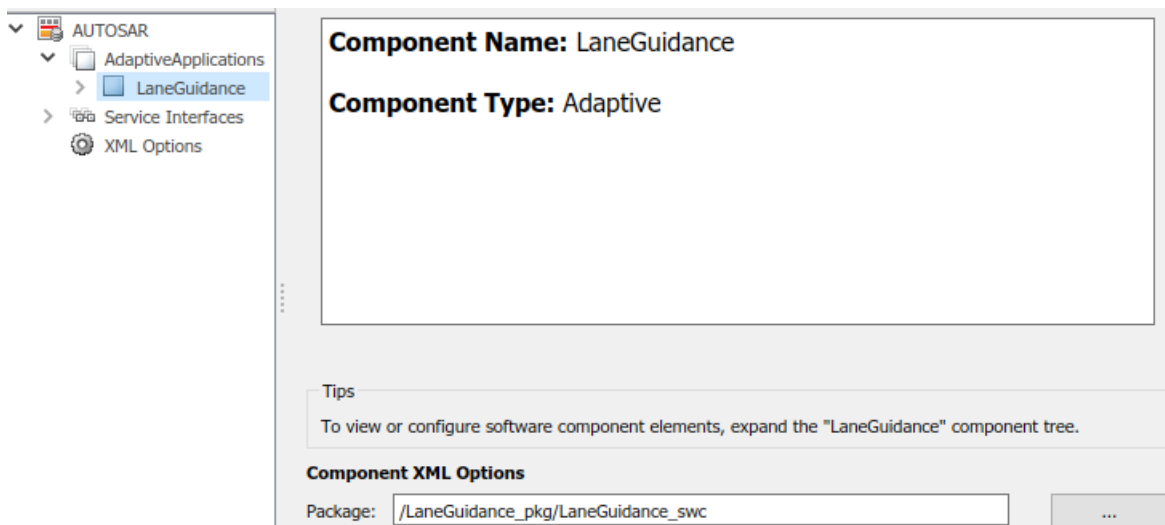 AUTOSAR
AdaptiveApplications
LaneGuidance
Service Interfaces
XML Options
Component Name: LaneGuidance
Component Type: Adaptive
Tips
To view or configure software component elements, expand the "LaneGuidance" component tree.
Component XML Options
Package: /LaneGuidance_pkg/LaneGuidance_swc ...